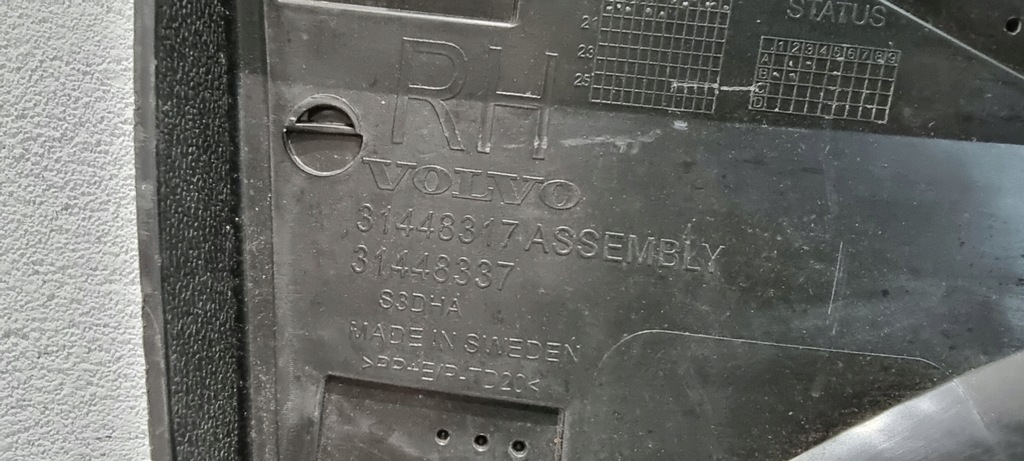 STATUS
21
23
25
1 2 3 4 5 6 7 8 9
A
B
C
D
RH
VOLVO
31448317 ASSEMBLY
31448337
S3DHA
MADE IN SWEDEN
>PP+E/P-TD20<